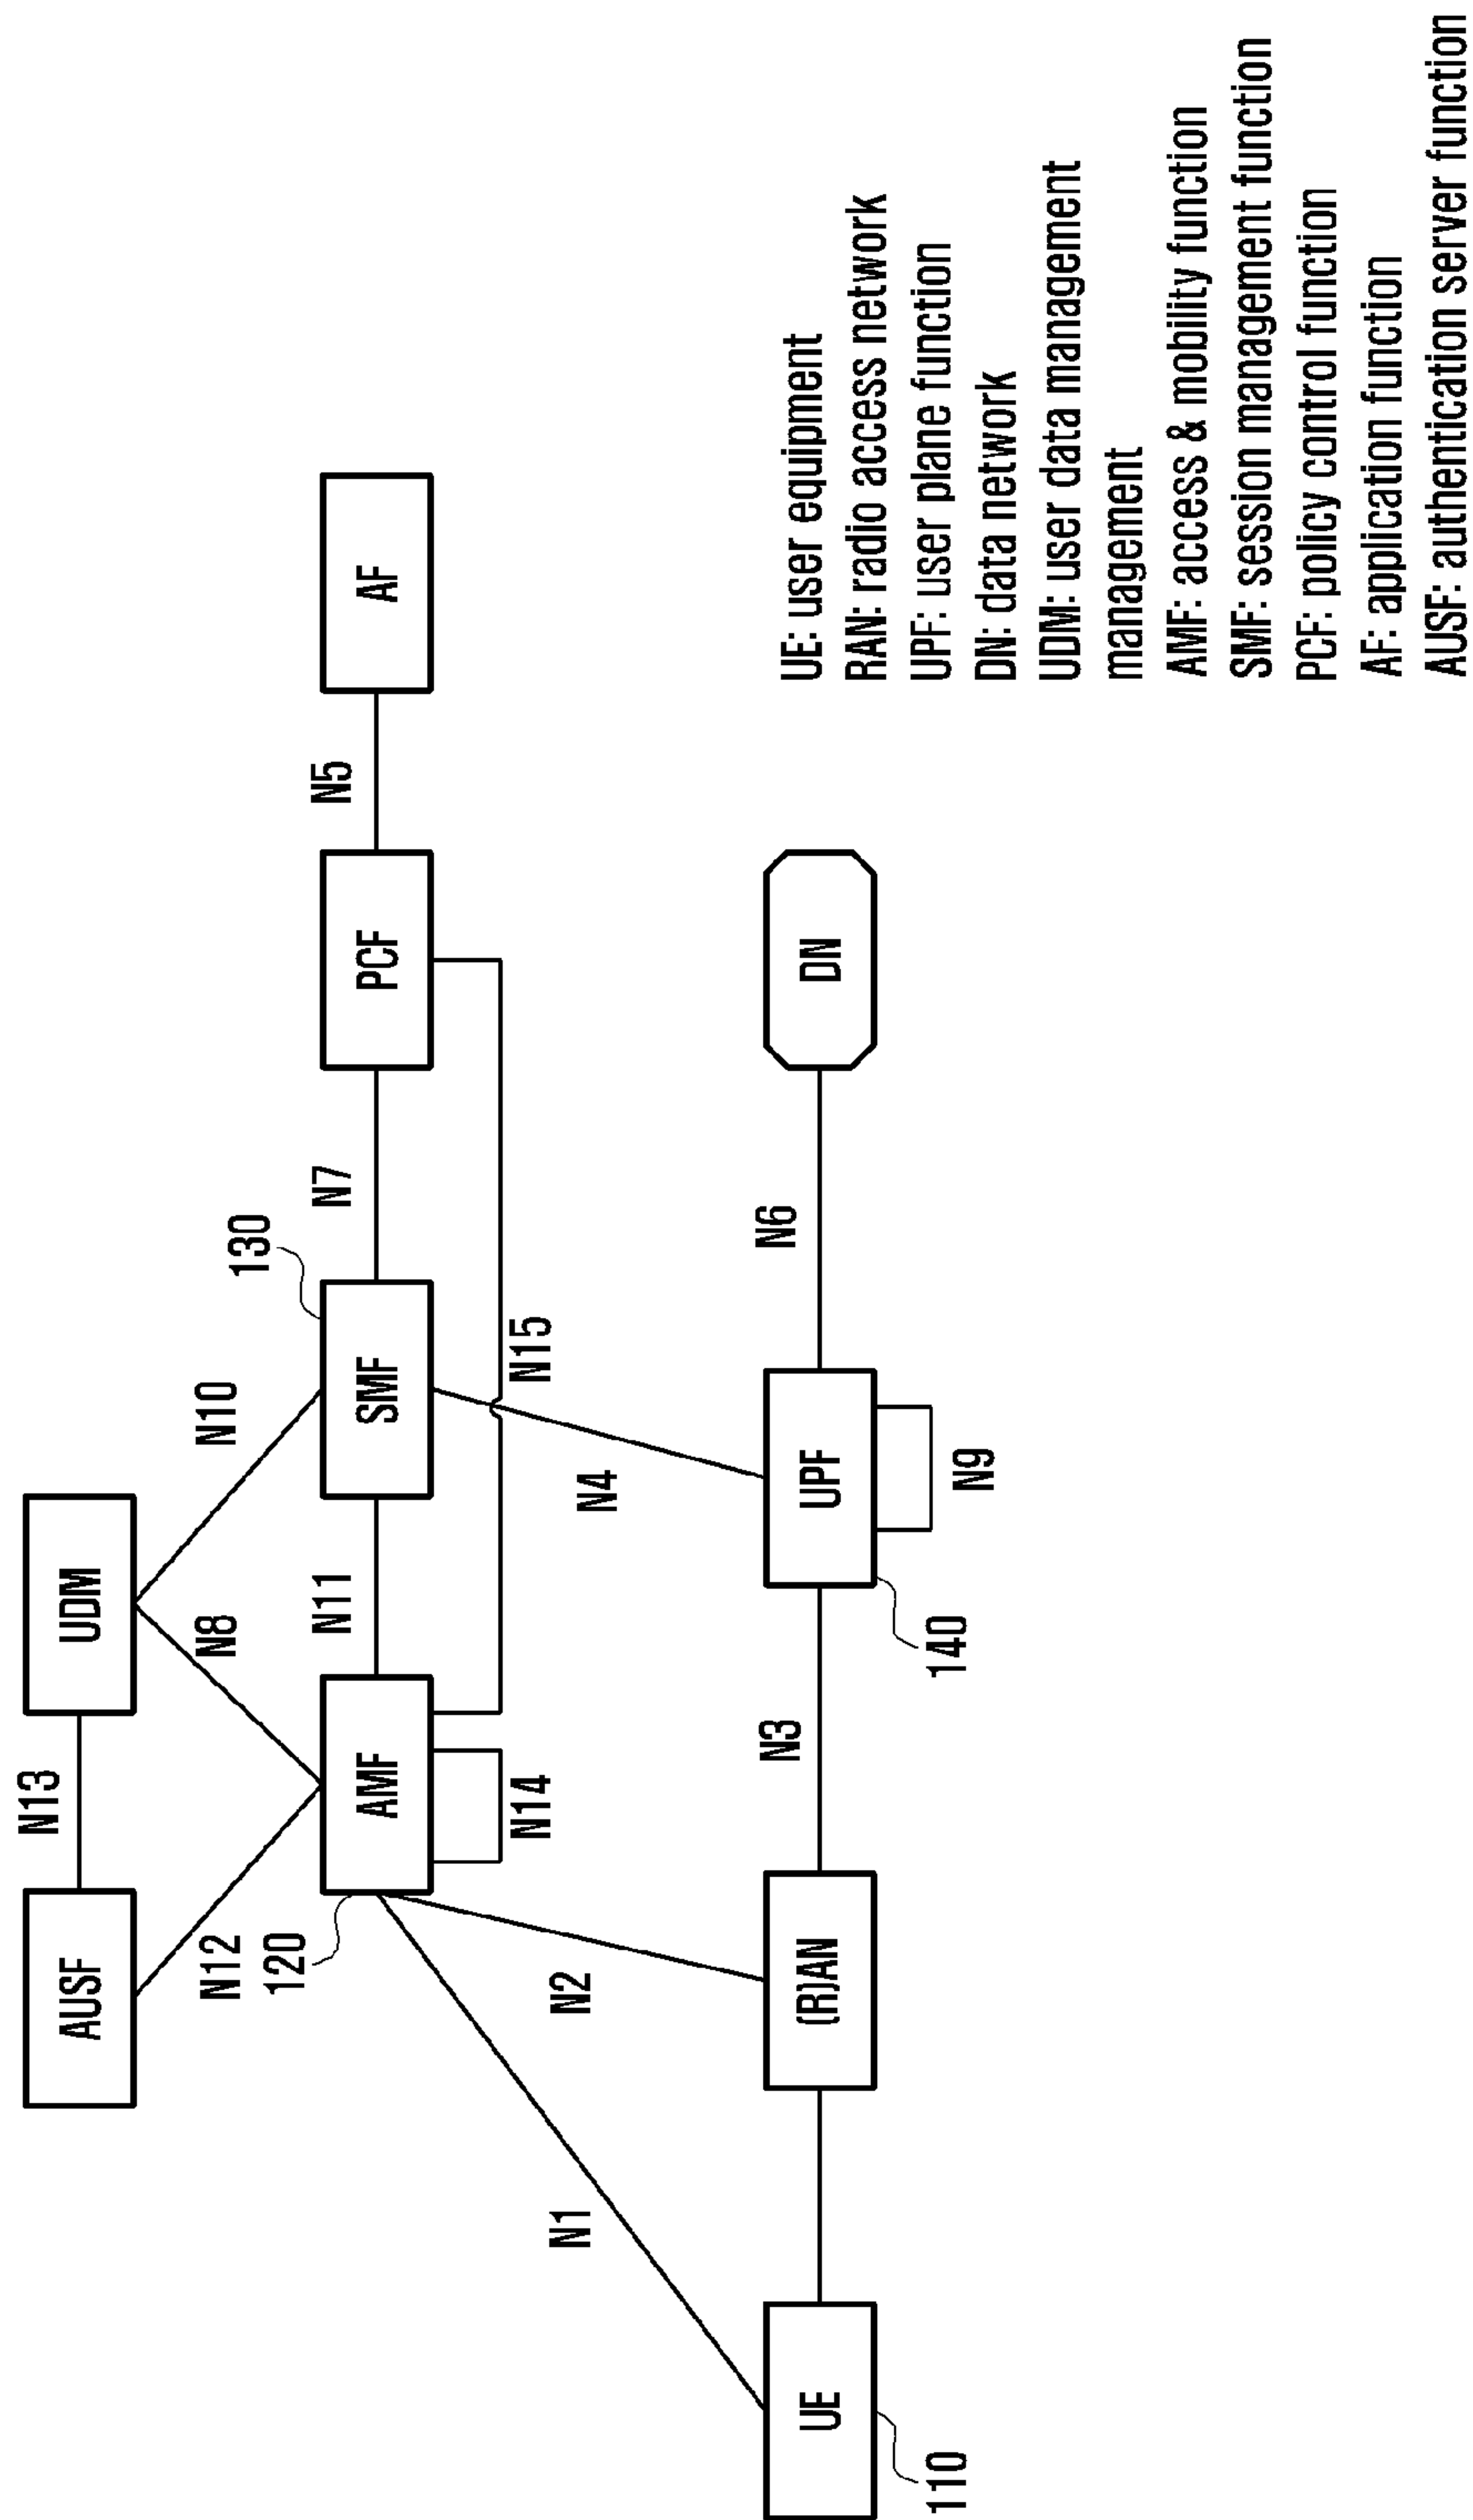 N13
AUSF
UDM
N12
N8
N10
120
130
N11
N7
N5
AMF
SMF
PCF
AF
N14
N15
N1
N2
N4
N3
N6
UE
(R)AN
UPF
DN
110
140
N9
UE: user equipment
RAN: radio access network
UPF: user plane function
DN: data network
UDM: user data management
management
AMF: access & mobility function
SMF: session management function
PCF: policy control function
AF: application function
AUSF: authentication server function